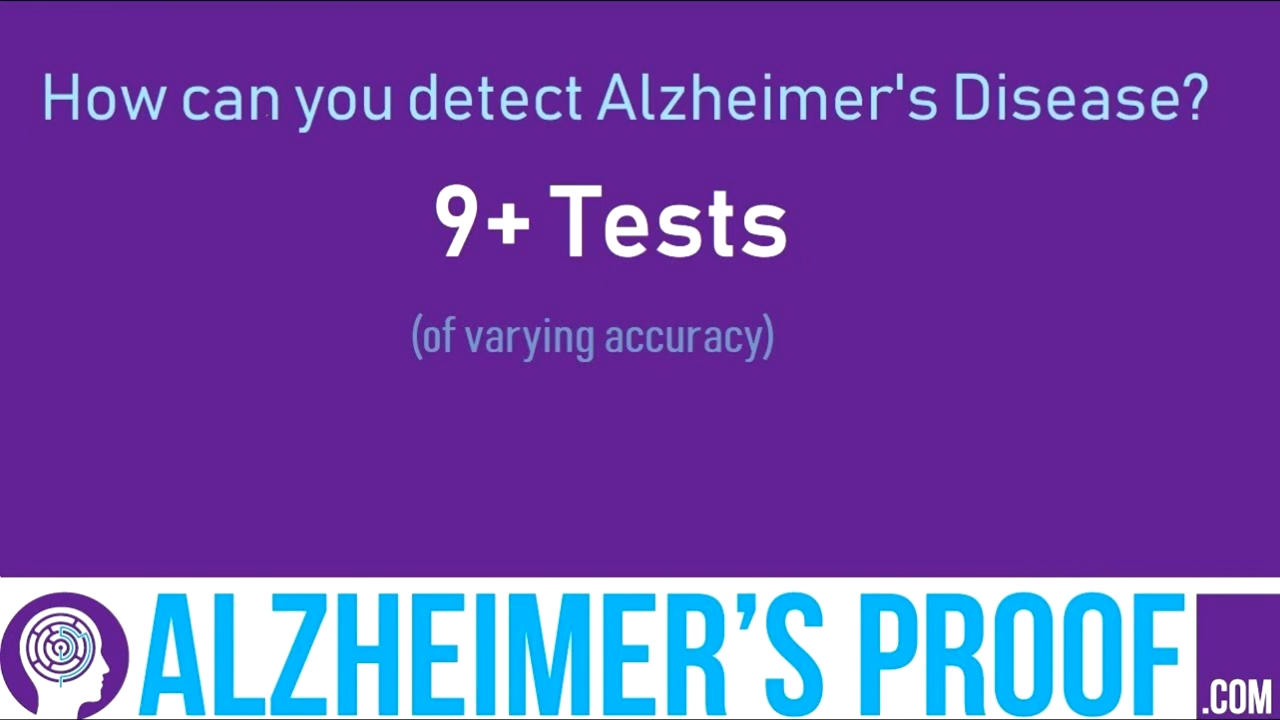 How can you detect Alzheimer's Disease?
9+ Tests
(of varying accuracy)
ALZHEIMER’S PROOF
.COM